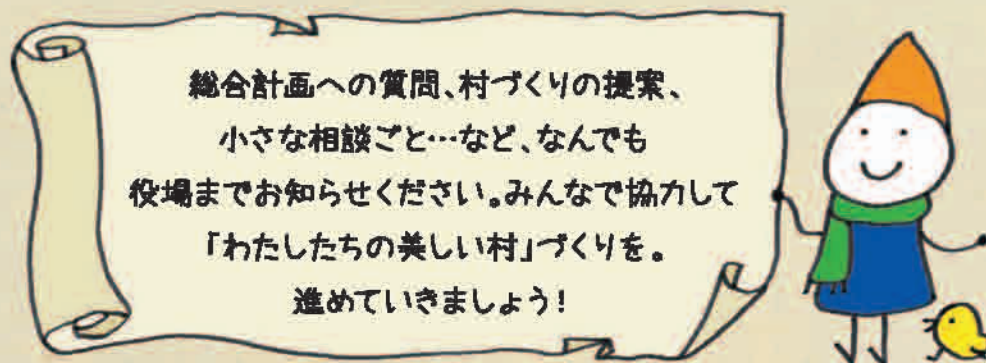 総合計画への質問、村づくりの提案、
小さな相談ごと…など、なんでも
役場までお知らせください。みんなで協力して
「わたしたちの美しい村」づくりを。
進めていきましょう!